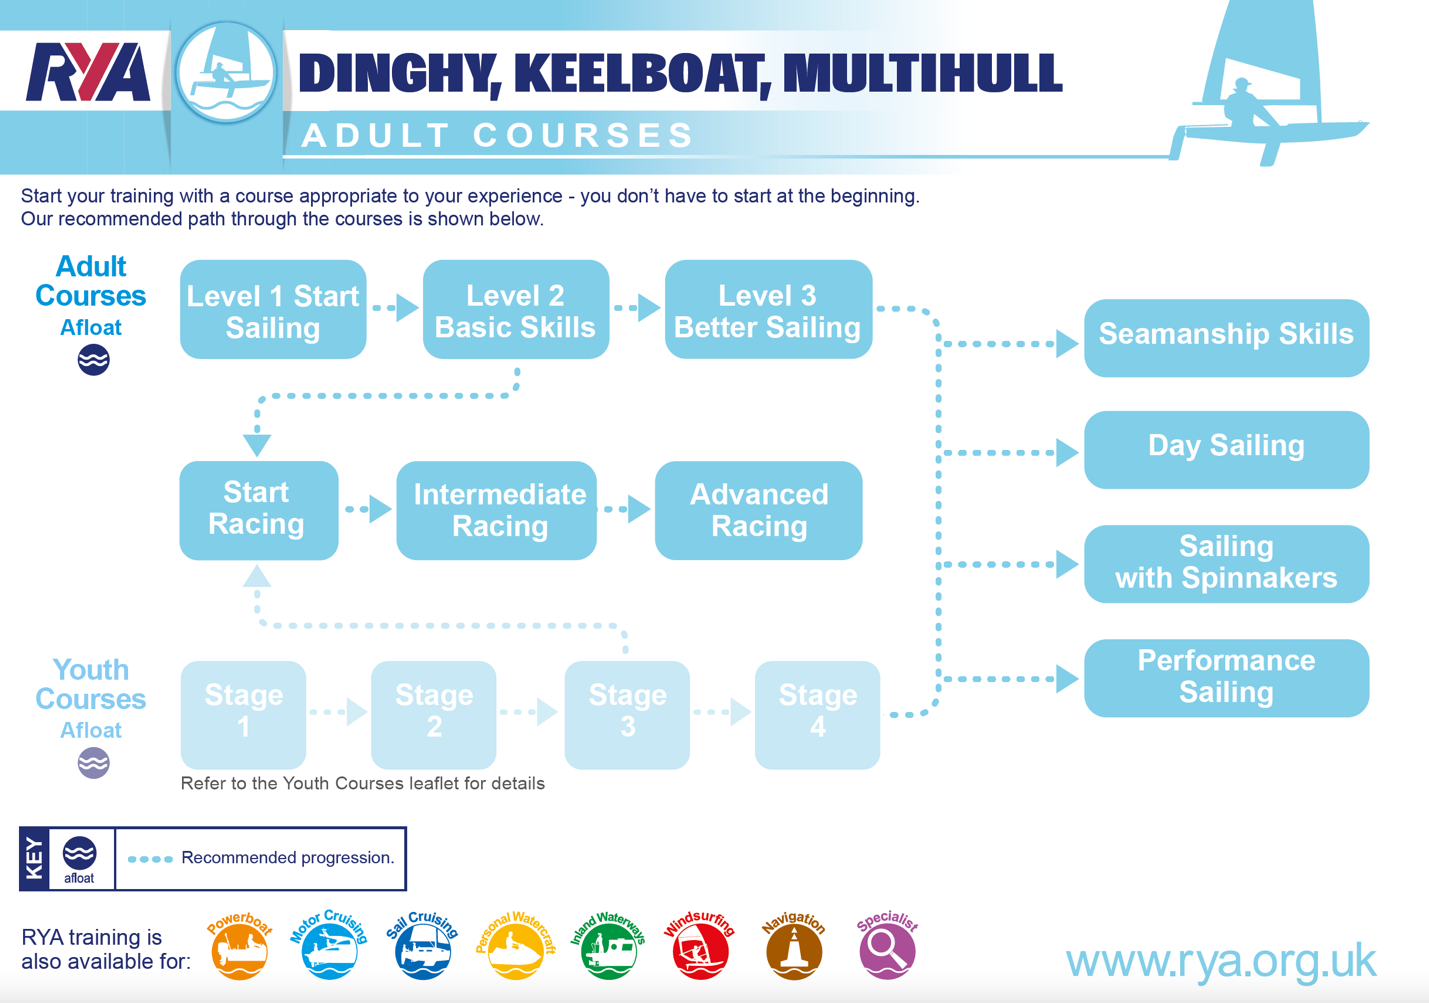 RYA
DINGHY, KEELBOAT, MULTIHULL
ADULT COURSES
Start your training with a course appropriate to your experience - you don’t have to start at the beginning.
Our recommended path through the courses is shown below.
Adult
Courses
Afloat
Level 1 Start
Sailing
Level 2
Basic Skills
Level 3
Better Sailing
Seamanship Skills
Day Sailing
Sailing
with Spinnakers
Performance
Sailing
Start
Racing
Intermediate
Racing
Advanced
Racing
Youth
Courses
Afloat
Stage
1
Stage
2
Stage
3
Stage
4
Refer to the Youth Courses leaflet for details
KEY
afloat
Recommended progression.
RYA training is
also available for:
Powerboat
Motor Cruising
Sail Cruising
Personal Watercraft
Inland Waterways
Windsurfing
Navigation
Specialist
www.rya.org.uk